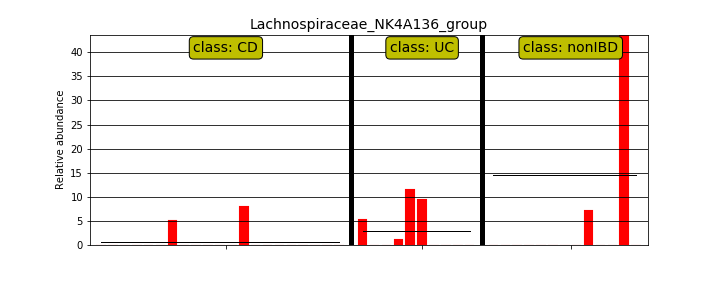 Lachnospiraceae_NK4A136_group
class: CD
class: UC
class: nonIBD
Relative abundance
40
35
30
25
20
15
10
5
0